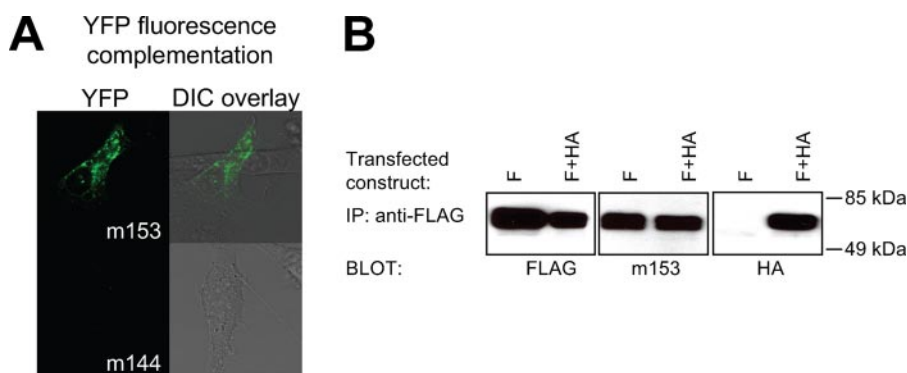 A
YFP fluorescence
complementation
YFP
DIC overlay
m153
m144
B
Transfected
construct:
F
F+HA
F
F+HA
F
F+HA
IP: anti-FLAG
85 kDa
49 kDa
BLOT:
FLAG
m153
HA